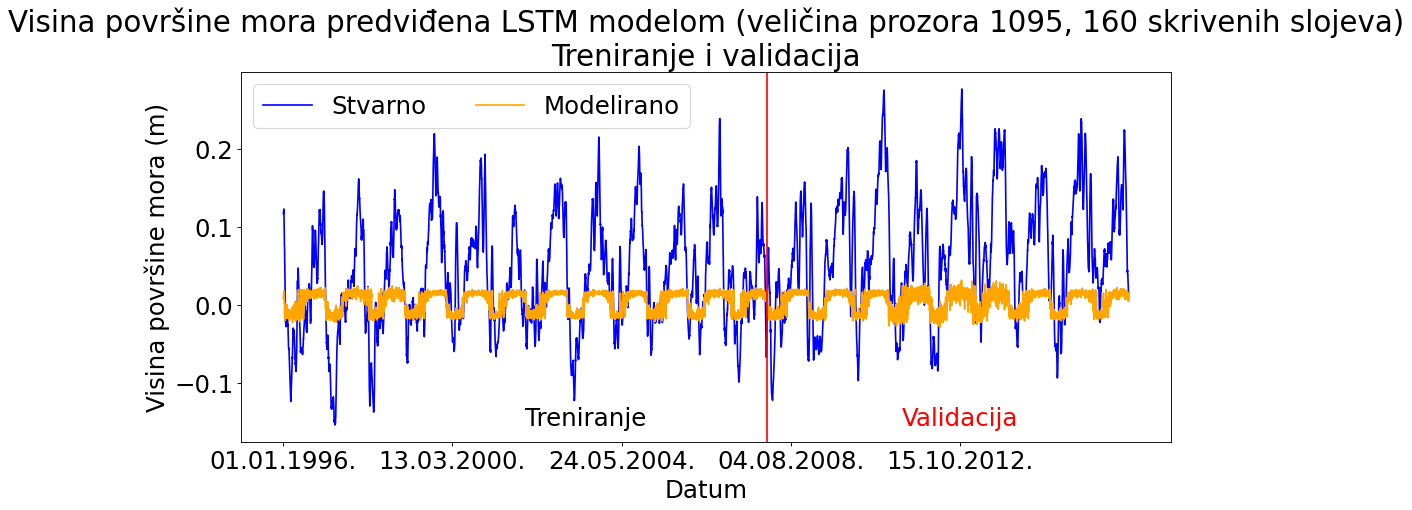 Visina površine mora predviđena LSTM modelom (veličina prozora 1095, 160 skrivenih slojeva)
Treniranje i validacija
Stvarno Modelirano
Visina površine mora (m)
0.2
0.1
0.0
−0.1
Treniranje Validacija
01.01.1996. 13.03.2000. 24.05.2004. 04.08.2008. 15.10.2012.
Datum